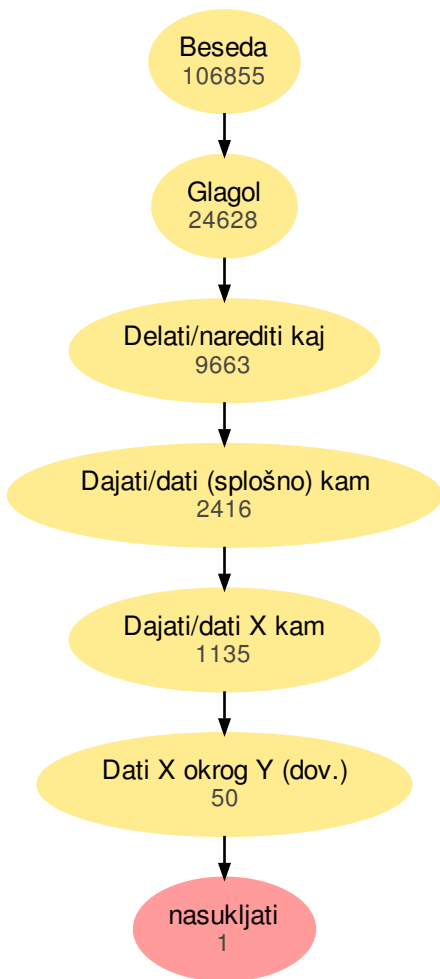 Beseda
106855
Glagol
24628
Delati/narediti kaj
9663
Dajati/dati (splošno) kam
2416
Dajati/dati X kam
1135
Dati X okrog Y (dov.)
50
nasukljati
1